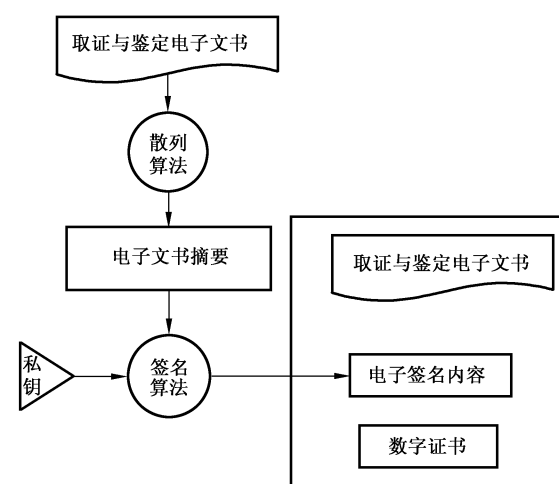 取证与鉴定电子文书
散列
算法
电子文书摘要
取证与鉴定电子文书
私
钥
签名
算法
电子签名内容
数字证书